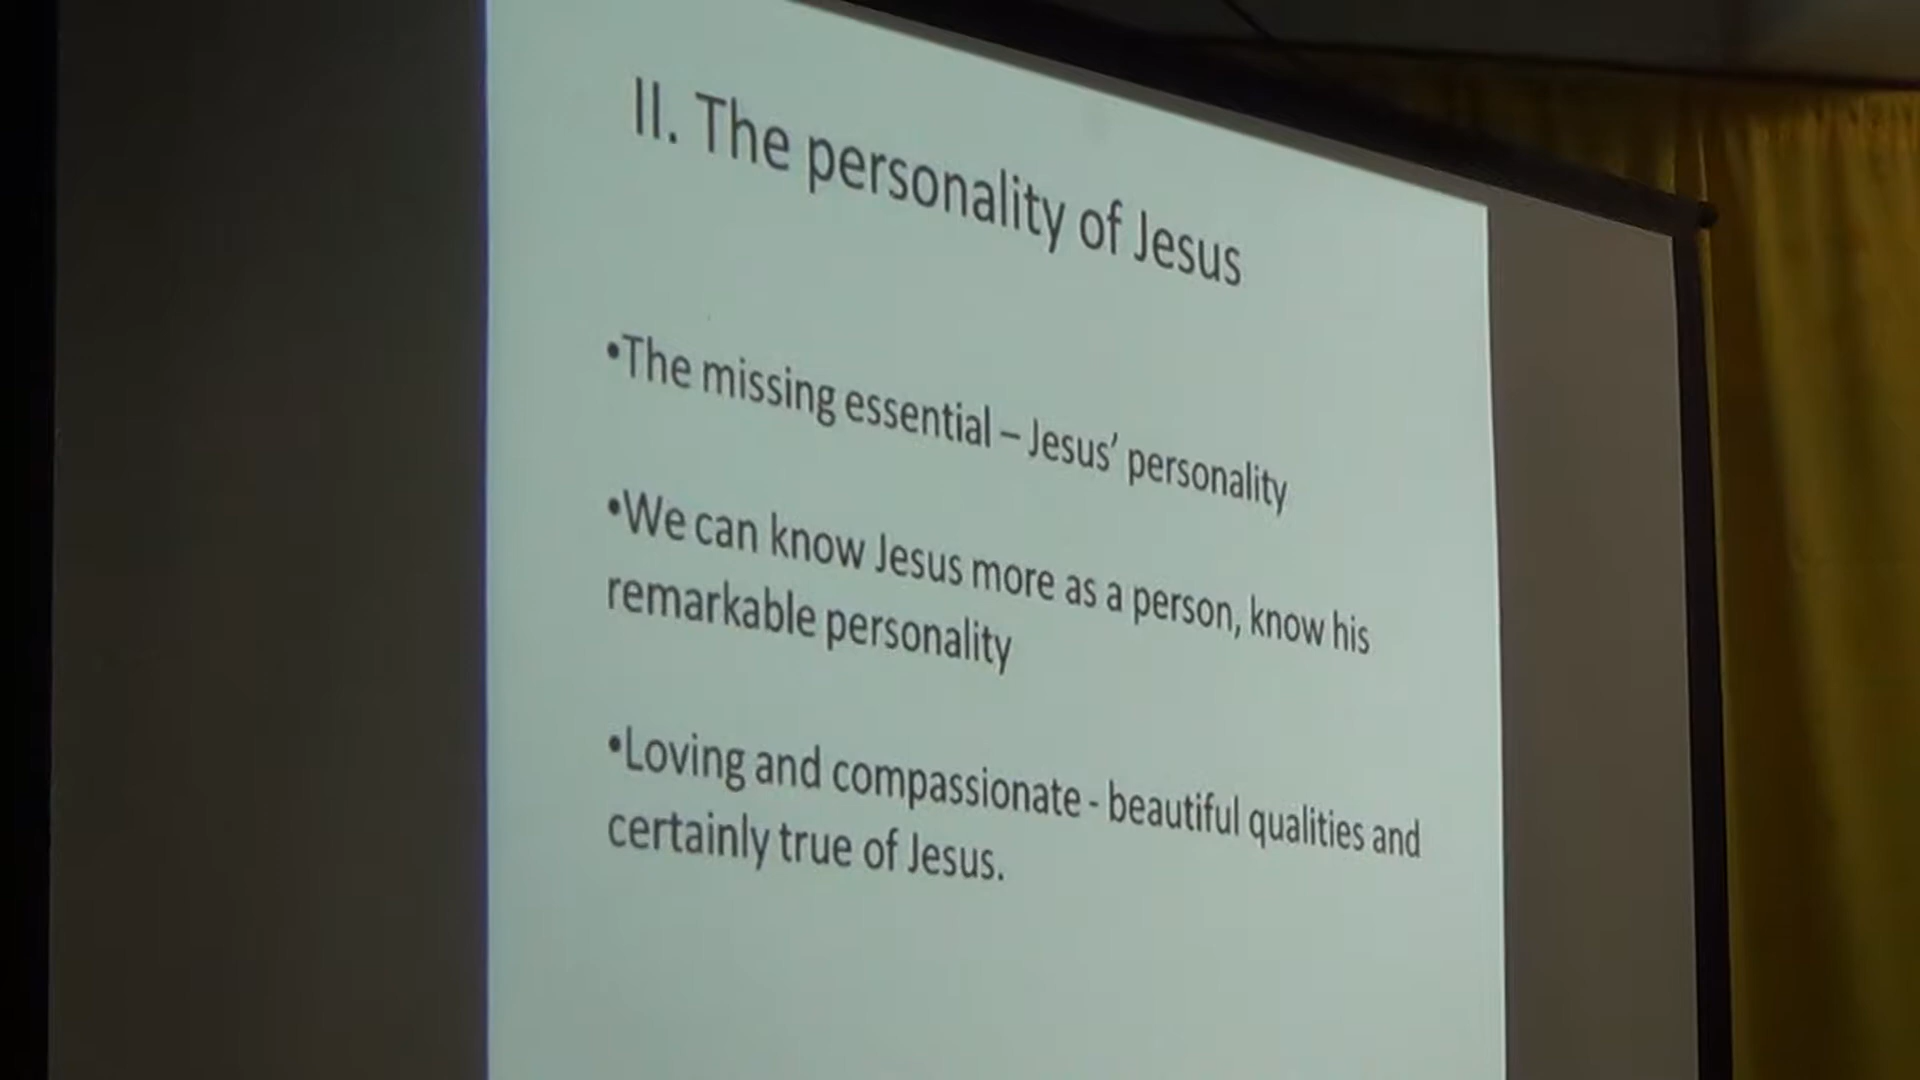 II. The personality of Jesus
•The missing essential – Jesus’ personality
•We can know Jesus more as a person, know his
remarkable personality
•Loving and compassionate - beautiful qualities and
certainly true of Jesus.